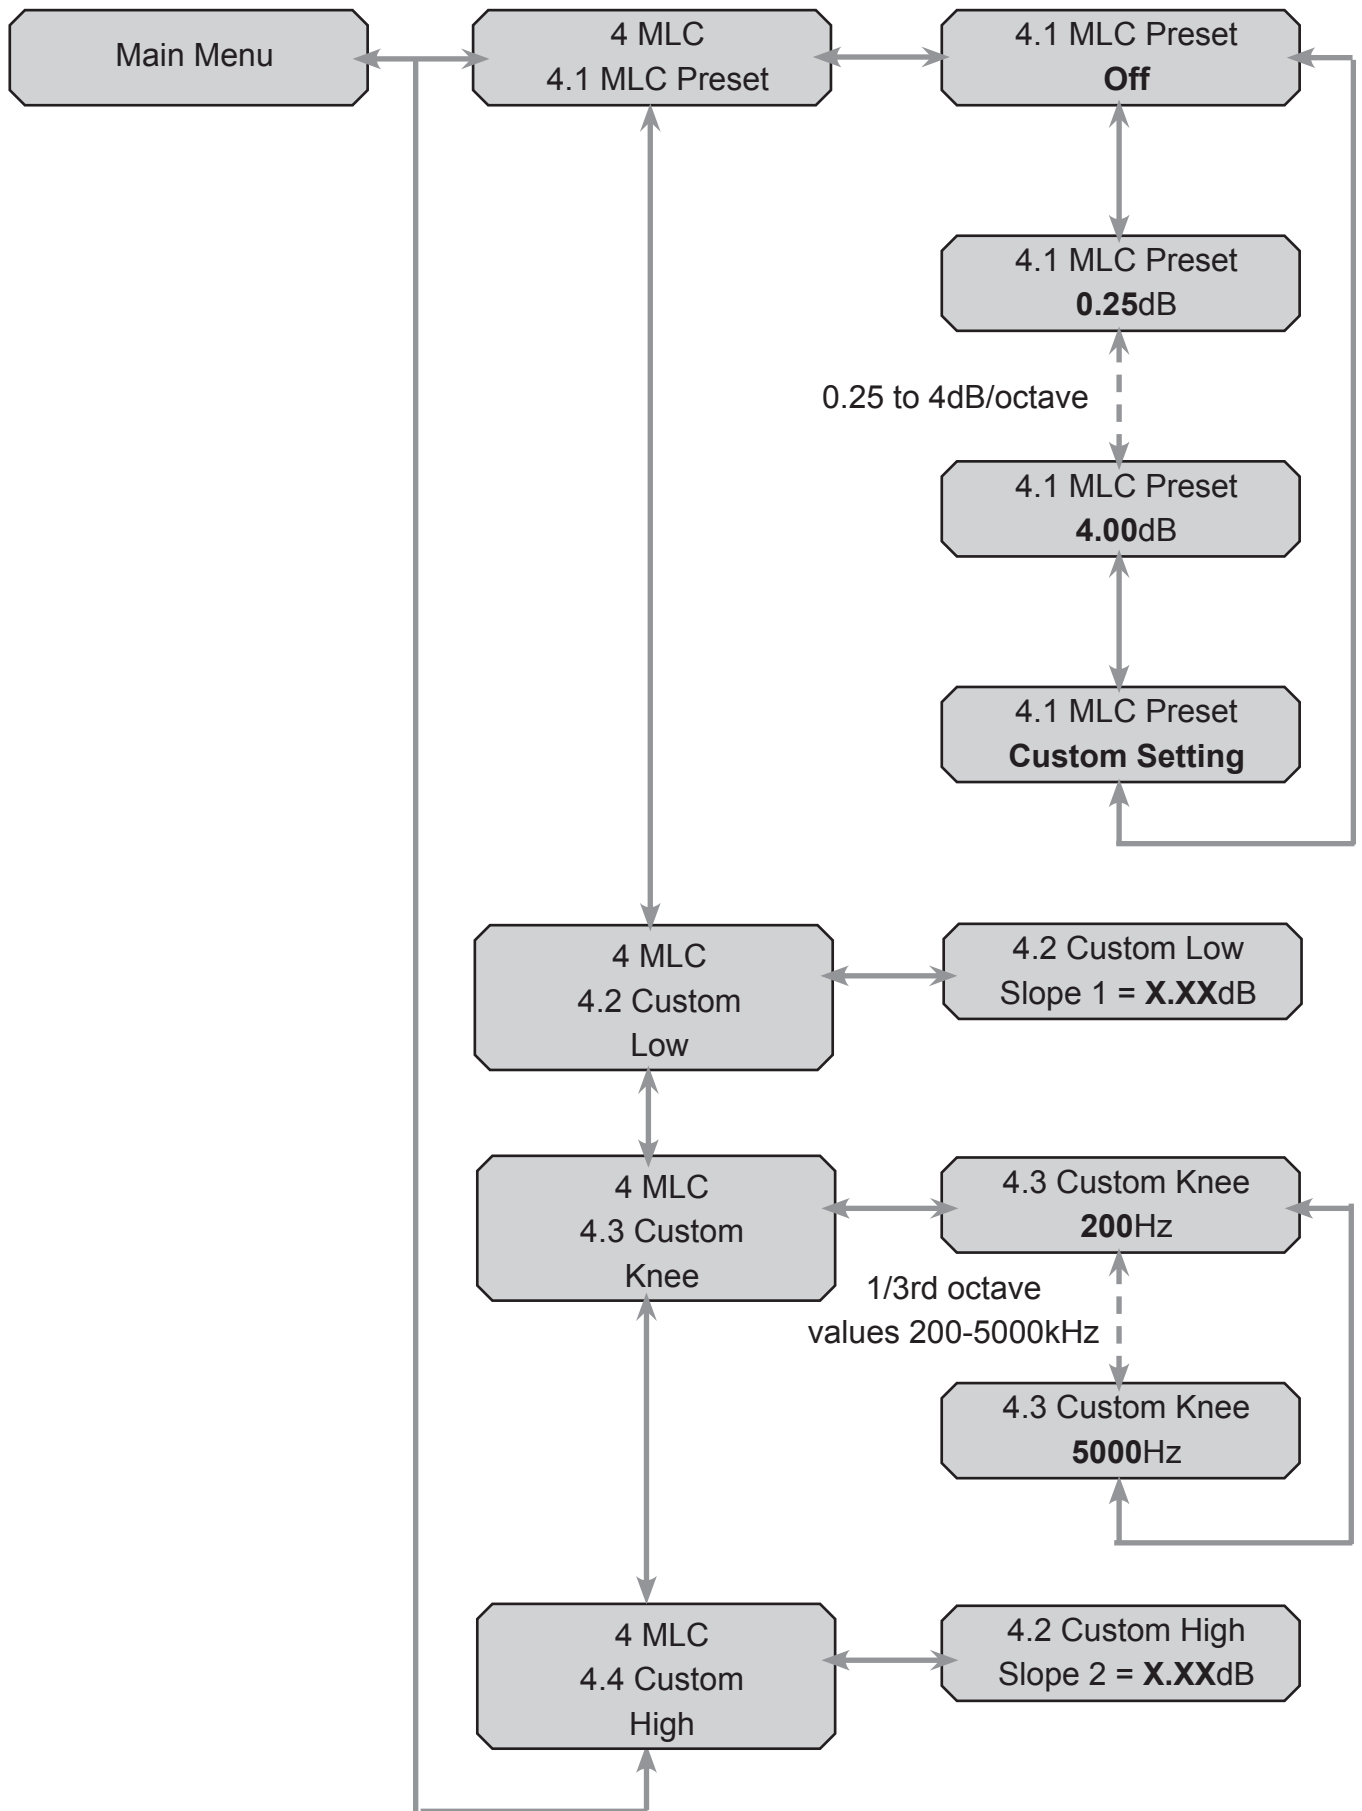 Main Menu
4 MLC
4.1 MLC Preset
4.1 MLC Preset
Off
4.1 MLC Preset
0.25dB
0.25 to 4dB/octave
4.1 MLC Preset
4.00dB
4.1 MLC Preset
Custom Setting
4 MLC
4.2 Custom
Low
4.2 Custom Low
Slope 1 = X.XXdB
4 MLC
4.3 Custom
Knee
4.3 Custom Knee
200Hz
1/3rd octave
values 200-5000kHz
4.3 Custom Knee
5000Hz
4 MLC
4.4 Custom
High
4.2 Custom High
Slope 2 = X.XXdB